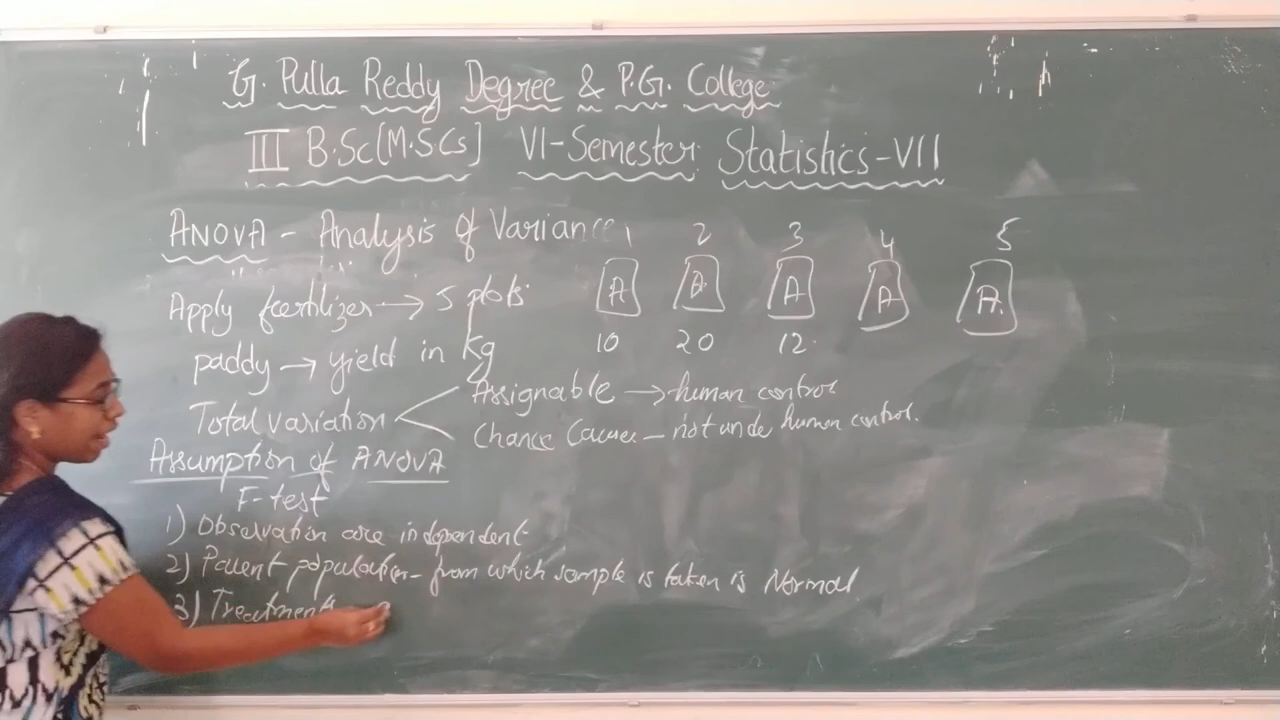 G. Pulla Reddy Degree & P.G. College
III B.Sc(M.SCs) VI-Semester Statistics-VII
ANOVA - Analysis of Variance
1 2 3 4 5
A A A A A
10 20 12
Apply fertilizer → 5 plots
paddy → yield in kg
Total variation
Assignable → human control
Chance Causes - not under human control.
Assumption of ANOVA
F-test
1) Observation are independent
2) Parent population - from which sample is taken is Normal.
3) Treatment